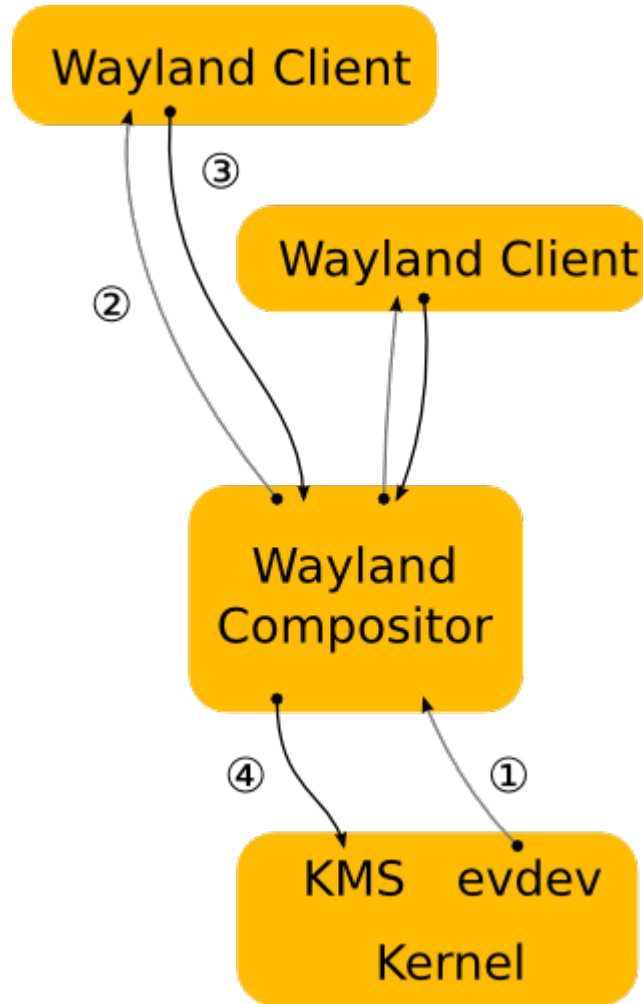 Wayland Client
③
Wayland Client
②
Wayland
Compositor
④ ①
KMS evdev
Kernel